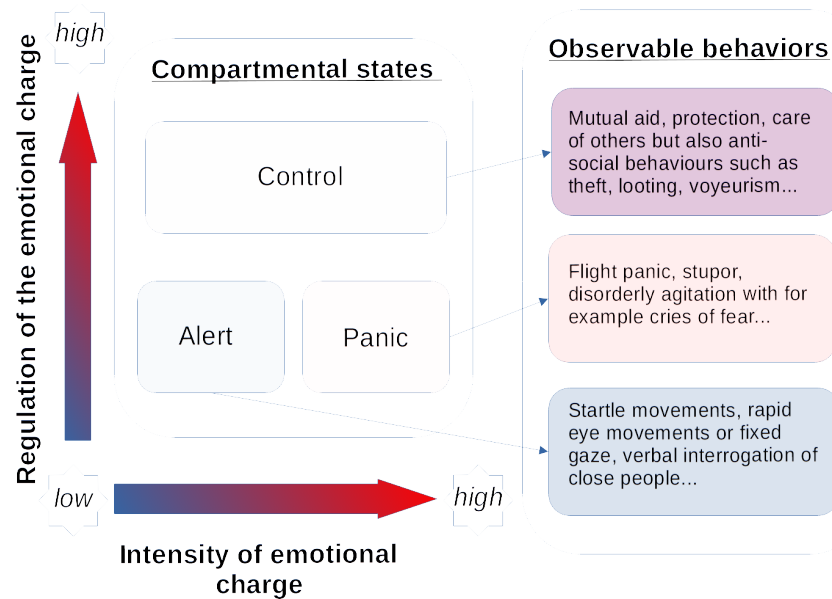 high
Regulation of the emotional charge
Compartmental states
Control
Alert
Panic
low
high
Intensity of emotional
charge
Observable behaviors
Mutual aid, protection, care
of others but also anti-
social behaviours such as
theft, looting, voyeurism...
Flight panic, stupor,
disorderly agitation with for
example cries of fear...
Startle movements, rapid
eye movements or fixed
gaze, verbal interrogation of
close people...